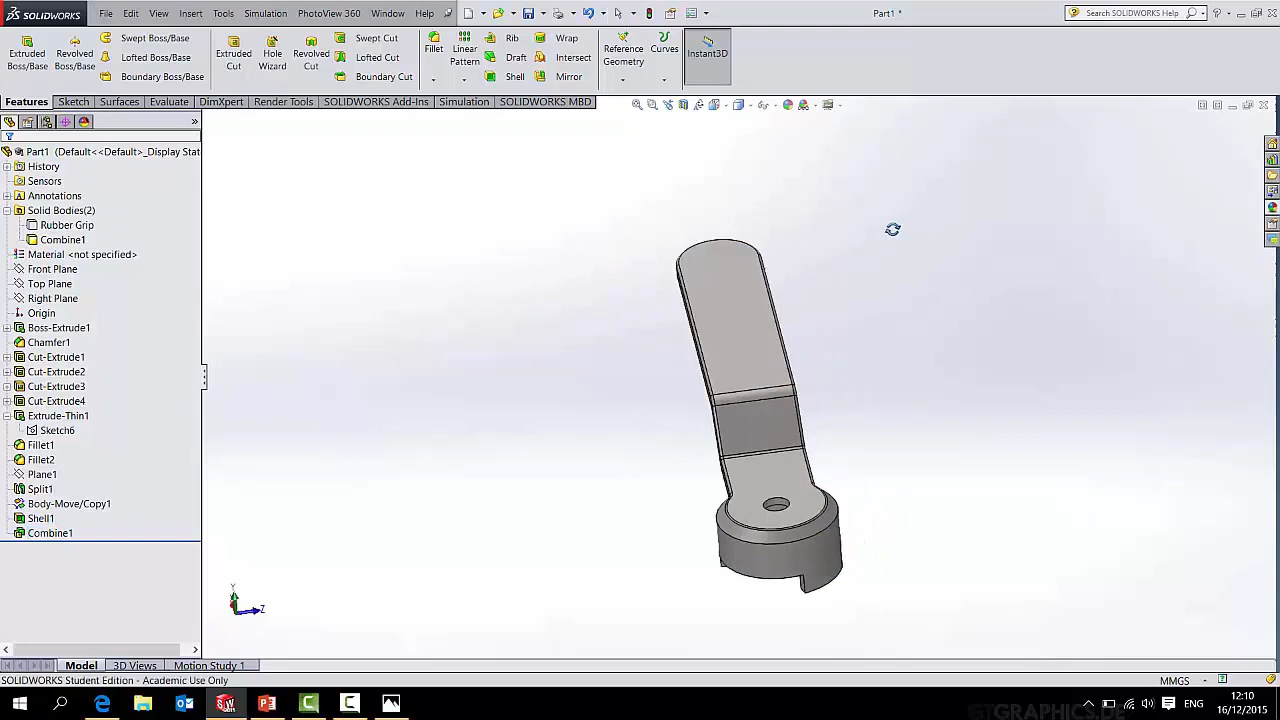 SOLIDWORKS File Edit View Insert Tools Simulation PhotoView 360 Window Help Part1 * Search SOLIDWORKS Help
Extruded Boss/Base
Revolved Boss/Base
Swept Boss/Base
Lofted Boss/Base
Boundary Boss/Base
Extruded Cut
Hole Wizard
Revolved Cut
Swept Cut
Lofted Cut
Boundary Cut
Fillet
Linear Pattern
Rib
Draft
Shell
Wrap
Intersect
Mirror
Reference Geometry
Curves
Instant3D
Features Sketch Surfaces Evaluate DimXpert Render Tools SOLIDWORKS Add-Ins Simulation SOLIDWORKS MBD
Part1 (Default<<Default>_Display Stat
History
Sensors
Annotations
Solid Bodies(2)
Rubber Grip
Combine1
Material <not specified>
Front Plane
Top Plane
Right Plane
Origin
Boss-Extrude1
Chamfer1
Cut-Extrude1
Cut-Extrude2
Cut-Extrude3
Cut-Extrude4
Extrude-Thin1
Sketch6
Fillet1
Fillet2
Plane1
Split1
Body-Move/Copy1
Shell1
Combine1
Y
Z
Model 3D Views Motion Study 1
SOLIDWORKS Student Edition - Academic Use Only MMGS
ENG
12:10
16/12/2015